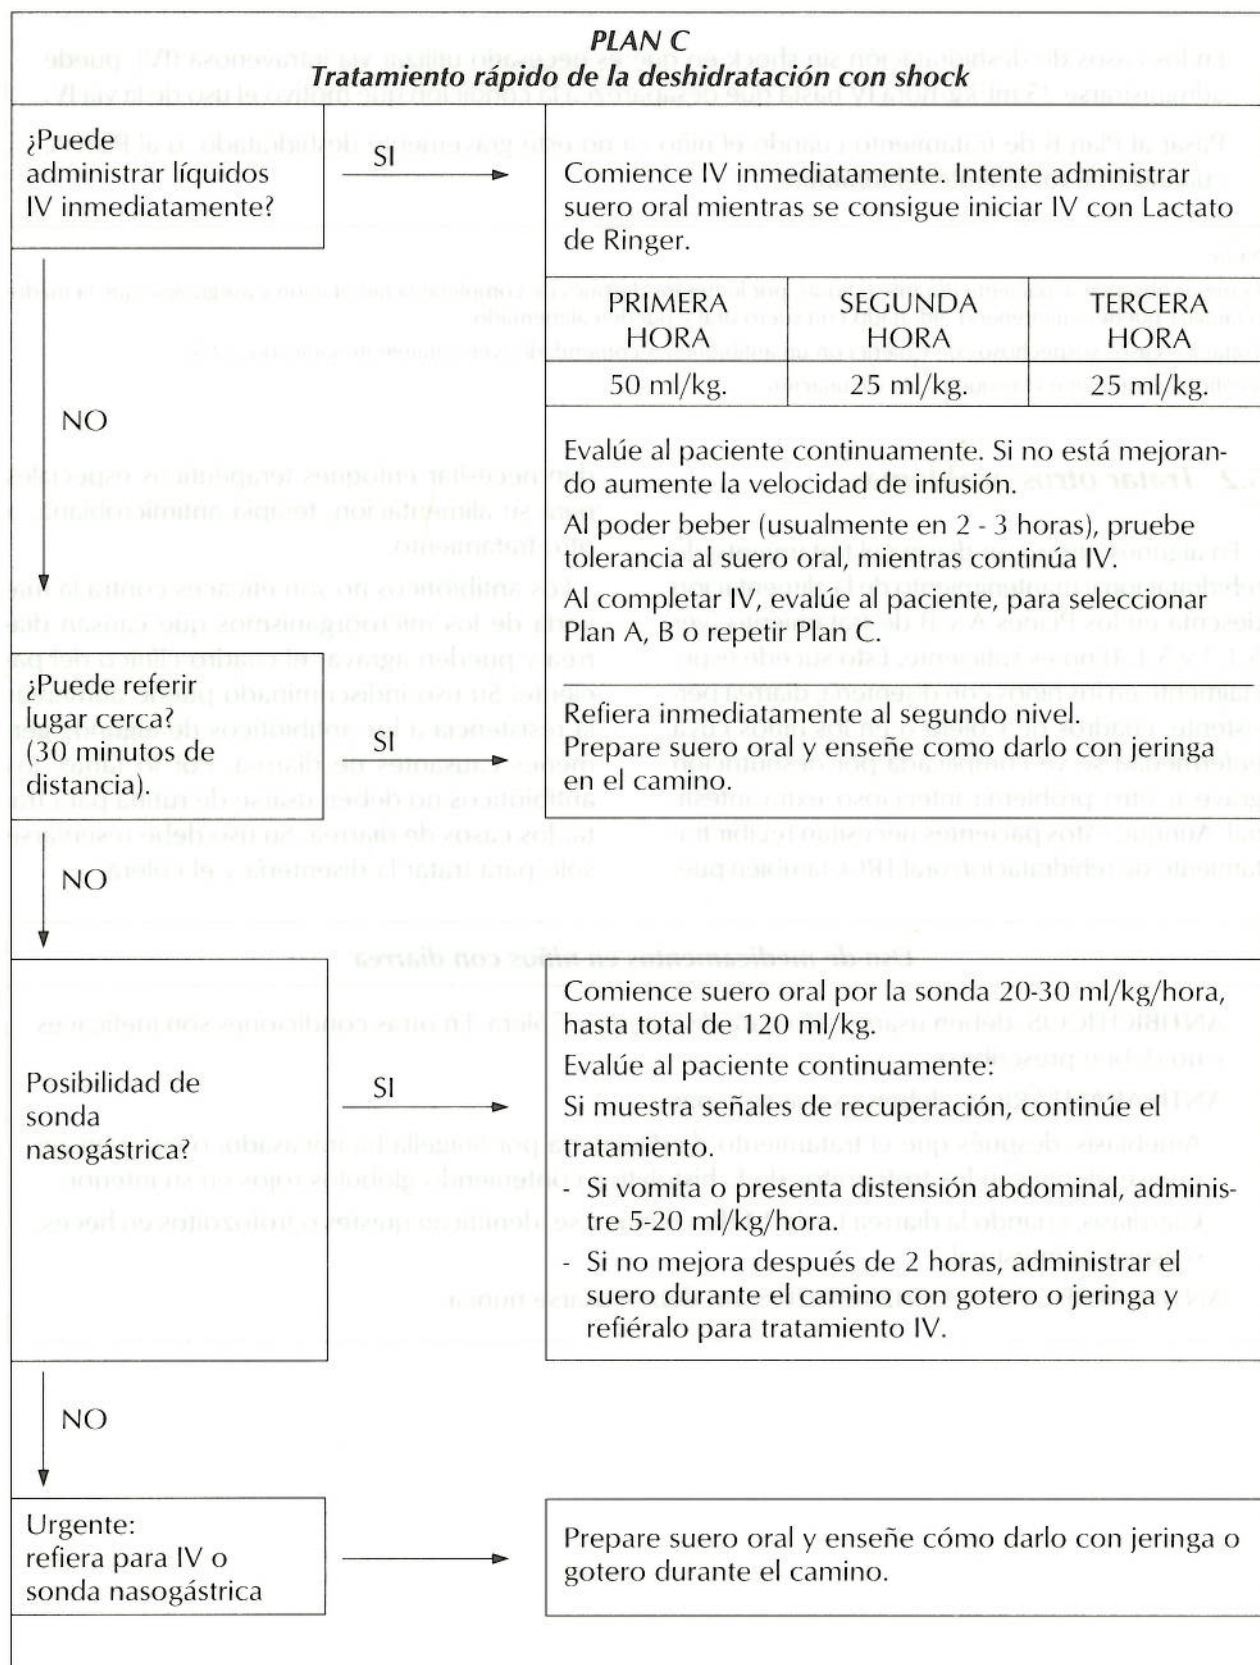 PLAN C
Tratamiento rápido de la deshidratación con shock
¿Puede
administrar líquidos
IV inmediatamente?
SI
Comience IV inmediatamente. Intente administrar
suero oral mientras se consigue iniciar IV con Lactato
de Ringer.
PRIMERA
HORA
SEGUNDA
HORA
TERCERA
HORA
50 ml/kg.
25 ml/kg.
25 ml/kg.
NO
Evalúe al paciente continuamente. Si no está mejoran-
do aumente la velocidad de infusión.
Al poder beber (usualmente en 2 - 3 horas), pruebe
tolerancia al suero oral, mientras continúa IV.
Al completar IV, evalúe al paciente, para seleccionar
Plan A, B o repetir Plan C.
¿Puede referir
lugar cerca?
(30 minutos de
distancia).
SI
Refiera inmediatamente al segundo nivel.
Prepare suero oral y enseñe como darlo con jeringa
en el camino.
NO
Posibilidad de
sonda
nasogástrica?
SI
Comience suero oral por la sonda 20-30 ml/kg/hora,
hasta total de 120 ml/kg.
Evalúe al paciente continuamente:
Si muestra señales de recuperación, continúe el
tratamiento.
- Si vomita o presenta distensión abdominal, adminis-
tre 5-20 ml/kg/hora.
- Si no mejora después de 2 horas, administrar el
suero durante el camino con gotero o jeringa y
refiéralo para tratamiento IV.
NO
Urgente:
refiera para IV o
sonda nasogástrica
Prepare suero oral y enseñe cómo darlo con jeringa o
gotero durante el camino.